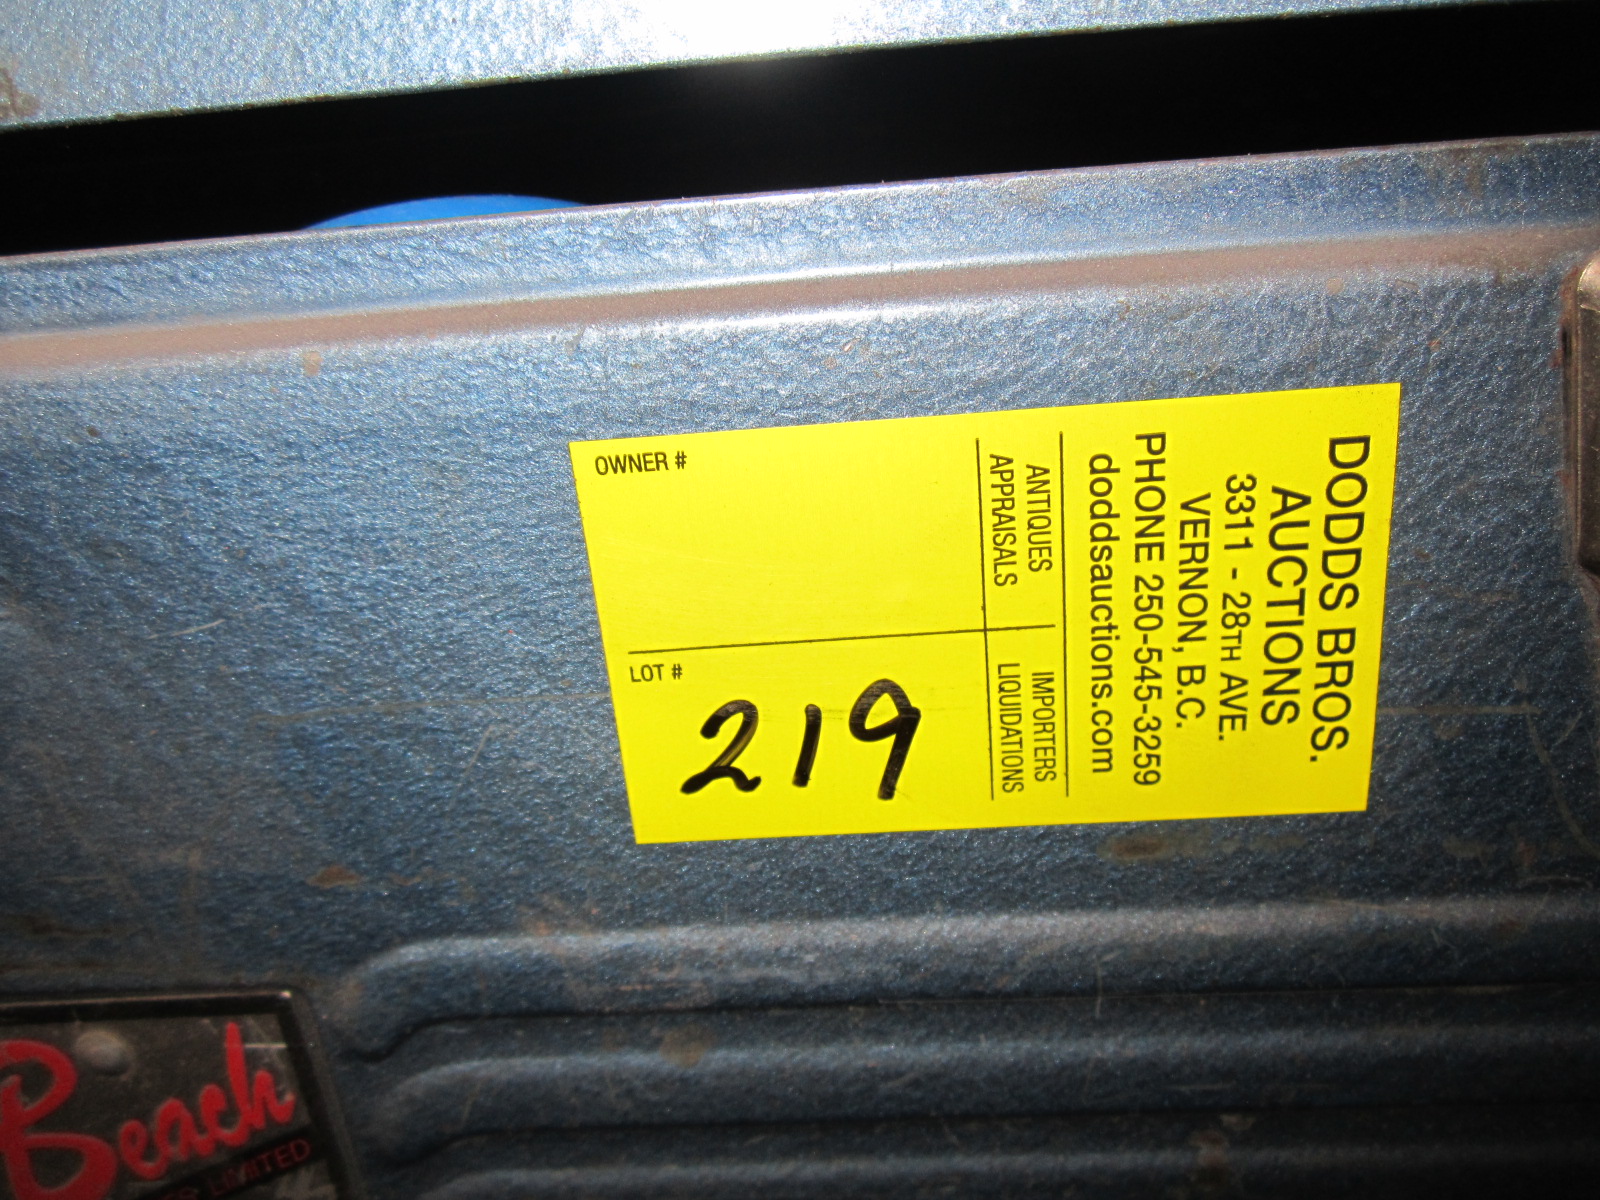 DODDS BROS.
AUCTIONS
3311 - 28TH AVE.
VERNON, B.C.
PHONE 250-545-3259
doddsauctions.com
ANTIQUES
APPRAISALS
IMPORTERS
LIQUIDATIONS
OWNER #
LOT #
219
Beach
LIMITED